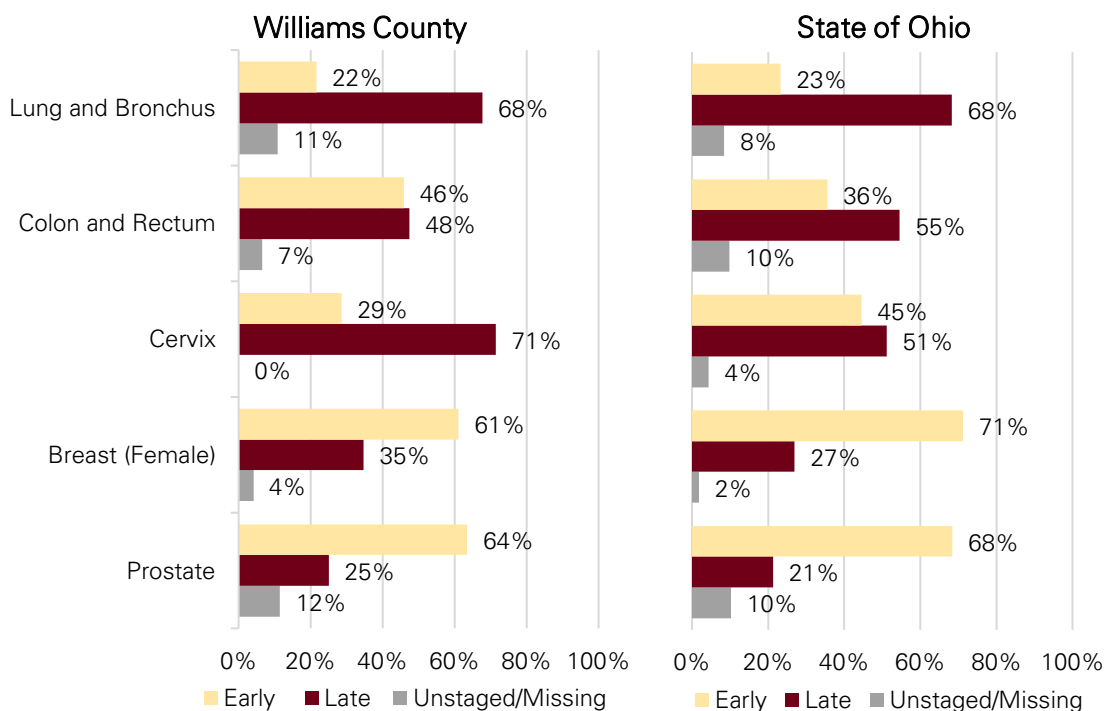 Williams County
Lung and Bronchus
22%
68%
11%
Colon and Rectum
46%
48%
7%
Cervix
29%
71%
0%
Breast (Female)
61%
35%
4%
Prostate
64%
25%
12%
0% 20% 40% 60% 80% 100%
Early Late Unstaged/Missing
State of Ohio
23%
68%
8%
36%
55%
10%
45%
51%
4%
71%
27%
2%
68%
21%
10%
0% 20% 40% 60% 80% 100%
Early Late Unstaged/Missing